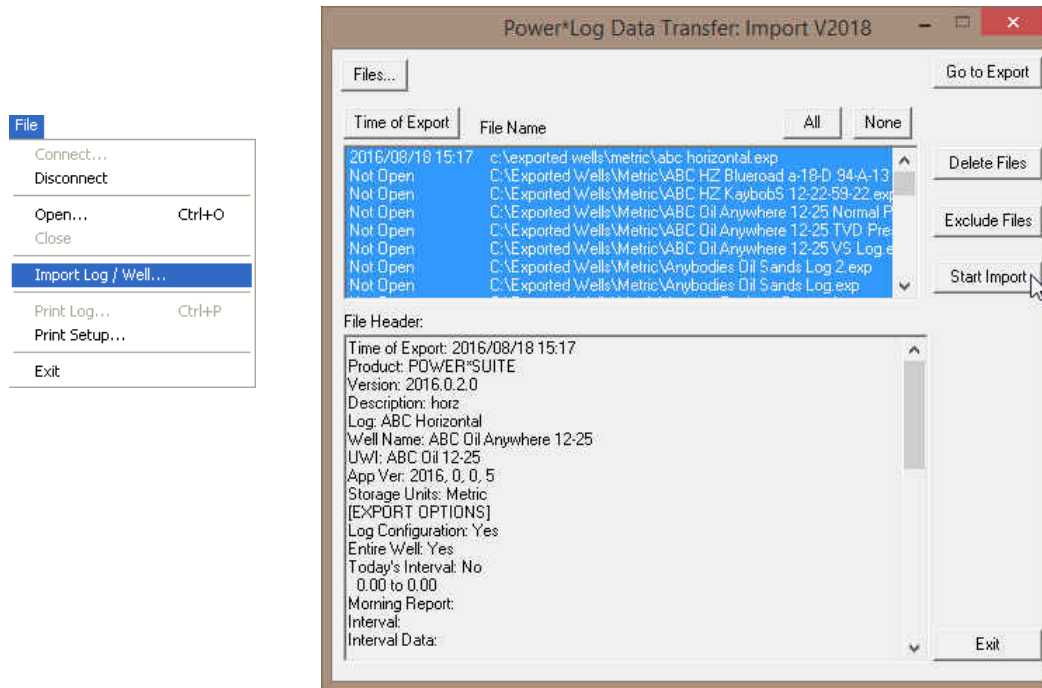 File
Connect...
Disconnect
Open... Ctrl+O
Close
Import Log / Well...
Print Log... Ctrl+P
Print Setup...
Exit
Power*Log Data Transfer: Import V2018
Files...
Go to Export
Time of Export File Name All None
2016/08/18 15:17 c:\exported wells\metric\abc horizontal.exp
Not Open C:\Exported Wells\Metric\ABC HZ Blueroad a-18-D 94-A-13
Not Open C:\Exported Wells\Metric\ABC HZ KaybobS 12-22-59-22.exp
Not Open C:\Exported Wells\Metric\ABC Oil Anywhere 12-25 Normal P
Not Open C:\Exported Wells\Metric\ABC Oil Anywhere 12-25 TVD Pre
Not Open C:\Exported Wells\Metric\ABC Oil Anywhere 12-25 VS Log.e
Not Open C:\Exported Wells\Metric\Anybodies Oil Sands Log 2.exp
Not Open C:\Exported Wells\Metric\Anybodies Oil Sands Log.exp
Delete Files
Exclude Files
Start Import
File Header:
Time of Export: 2016/08/18 15:17
Product: POWER*SUITE
Version: 2016.0.2.0
Description: horz
Log: ABC Horizontal
Well Name: ABC Oil Anywhere 12-25
UWI: ABC Oil 12-25
App Ver: 2016, 0, 0, 5
Storage Units: Metric
[EXPORT OPTIONS]
Log Configuration: Yes
Entire Well: Yes
Today's Interval: No
0.00 to 0.00
Morning Report:
Interval:
Interval Data:
Exit